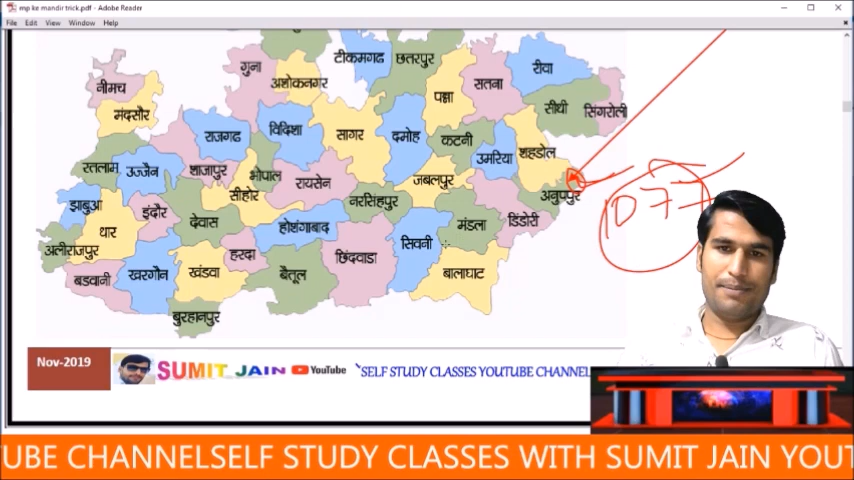 mp ke mandir trick.pdf - Adobe Reader
File Edit View Window Help
टीकमगढ
छतरपुर
गुना
अशोकनगर
सतना
रीवा
नीमच
पन्ना
मंदसौर
सीधी
सिंगरोली
राजगढ
विदिशा
सागर
दमोह
कटनी
शहडोल
उमरिया
रतलाम
उज्जैन
शाजापुर
भोपाल
रायसेन
जबलपुर
सीहोर
नरसिंहपुर
अनुपपुर
झाबुआ
इंदौर
देवास
होशंगाबाद
मंडला
डिंडोरी
धार
सिवनी
अलीराजपुर
हरदा
छिंदवाडा
बडवानी
खरगौन
खंडवा
बैतूल
बालाघाट
बुरहानपुर
1077
Nov-2019
SUMIT JAIN YouTube
`SELF STUDY CLASSES YOUTUBE CHANNEL
UBE CHANNELSELF STUDY CLASSES WITH SUMIT JAIN YOUT